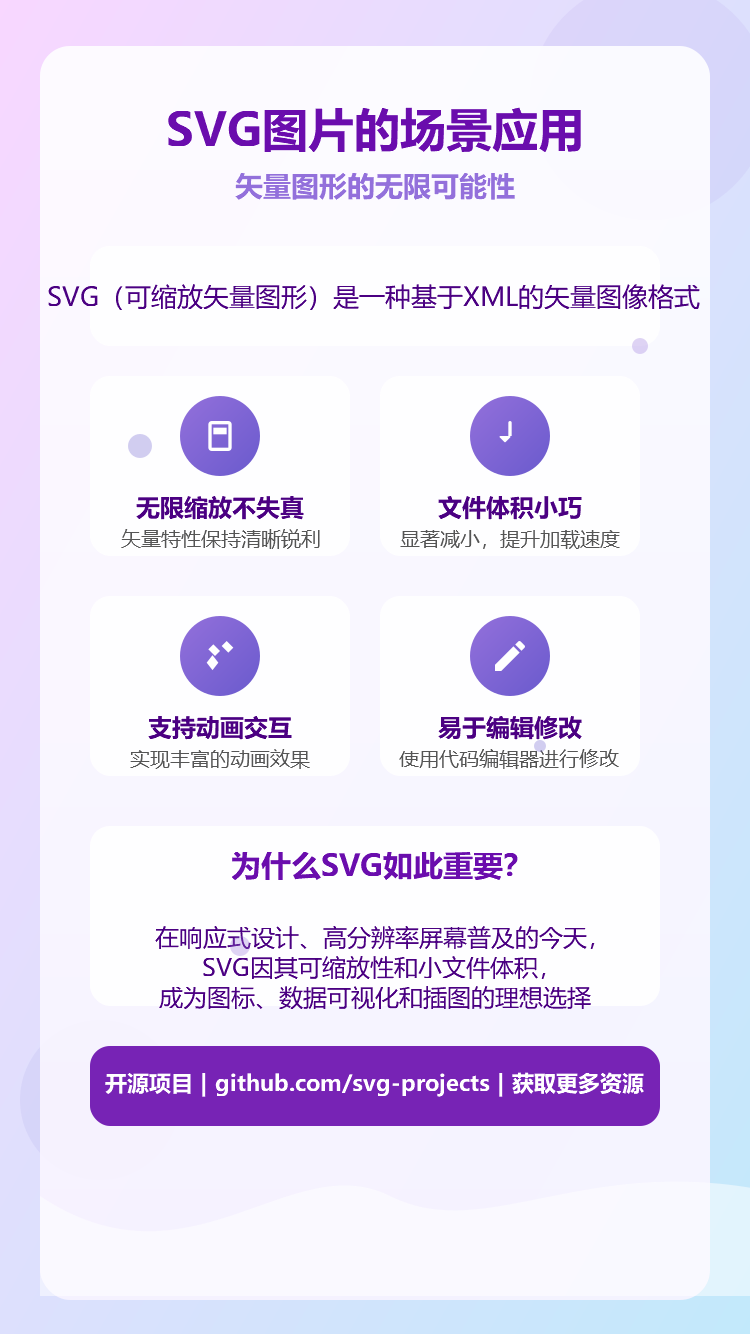 SVG图片的场景应用
矢量图形的无限可能性
SVG（可缩放矢量图形）是一种基于XML的矢量图像格式
无限缩放不失真
矢量特性保持清晰锐利
文件体积小巧
显著减小，提升加载速度
支持动画交互
实现丰富的动画效果
易于编辑修改
使用代码编辑器进行修改
为什么SVG如此重要?
在响应式设计、高分辨率屏幕普及的今天，
SVG因其可缩放性和小文件体积，
成为图标、数据可视化和插图的理想选择
开源项目 | github.com/svg-projects | 获取更多资源